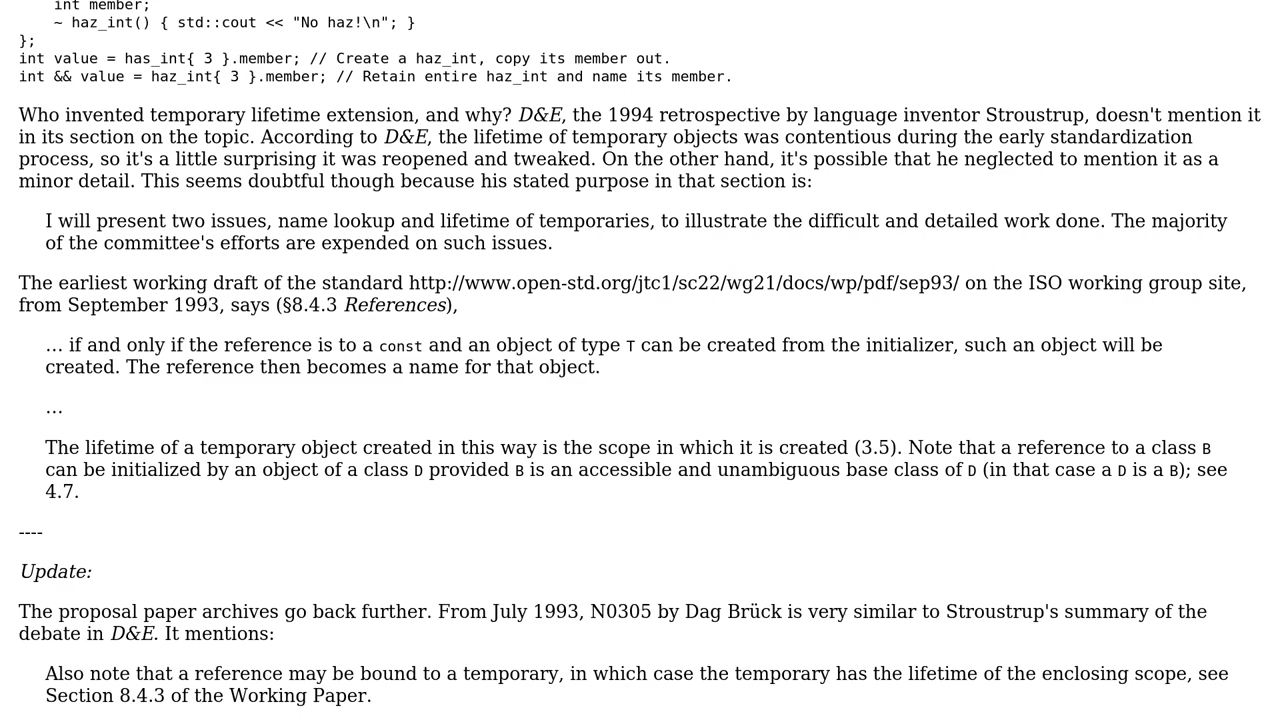 int member;
~ haz_int() { std::cout << "No haz!\n"; }
};
int value = has_int{ 3 }.member; // Create a haz_int, copy its member out.
int && value = haz_int{ 3 }.member; // Retain entire haz_int and name its member.
Who invented temporary lifetime extension, and why? D&E, the 1994 retrospective by language inventor Stroustrup, doesn't mention it
in its section on the topic. According to D&E, the lifetime of temporary objects was contentious during the early standardization
process, so it's a little surprising it was reopened and tweaked. On the other hand, it's possible that he neglected to mention it as a
minor detail. This seems doubtful though because his stated purpose in that section is:
I will present two issues, name lookup and lifetime of temporaries, to illustrate the difficult and detailed work done. The majority
of the committee's efforts are expended on such issues.
The earliest working draft of the standard http://www.open-std.org/jtc1/sc22/wg21/docs/wp/pdf/sep93/ on the ISO working group site,
from September 1993, says (§8.4.3 References),
… if and only if the reference is to a const and an object of type T can be created from the initializer, such an object will be
created. The reference then becomes a name for that object.
…
The lifetime of a temporary object created in this way is the scope in which it is created (3.5). Note that a reference to a class B
can be initialized by an object of a class D provided B is an accessible and unambiguous base class of D (in that case a D is a B); see
4.7.
----
Update:
The proposal paper archives go back further. From July 1993, N0305 by Dag Brück is very similar to Stroustrup's summary of the
debate in D&E. It mentions:
Also note that a reference may be bound to a temporary, in which case the temporary has the lifetime of the enclosing scope, see
Section 8.4.3 of the Working Paper.